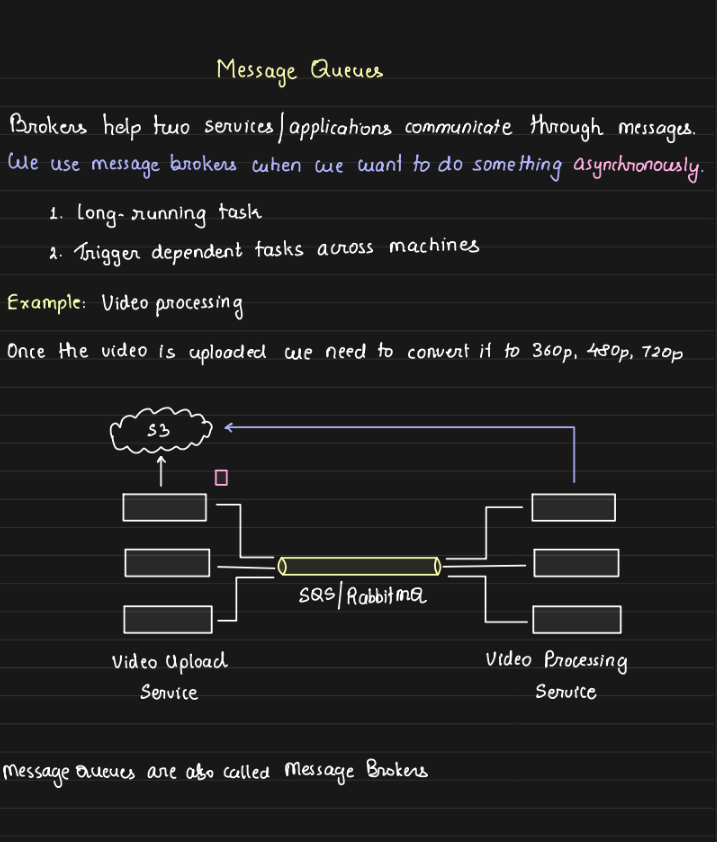 Message Queues
Brokers help two services/applications communicate through messages.
We use message brokers when we want to do something asynchronously.
1. Long-running task
2. Trigger dependent tasks across machines
Example: Video processing
Once the video is uploaded we need to convert it to 360p, 480p, 720p
S3
SQS/RabbitMQ
Video Upload
Service
Video Processing
Service
Message Queues are also called Message Brokers